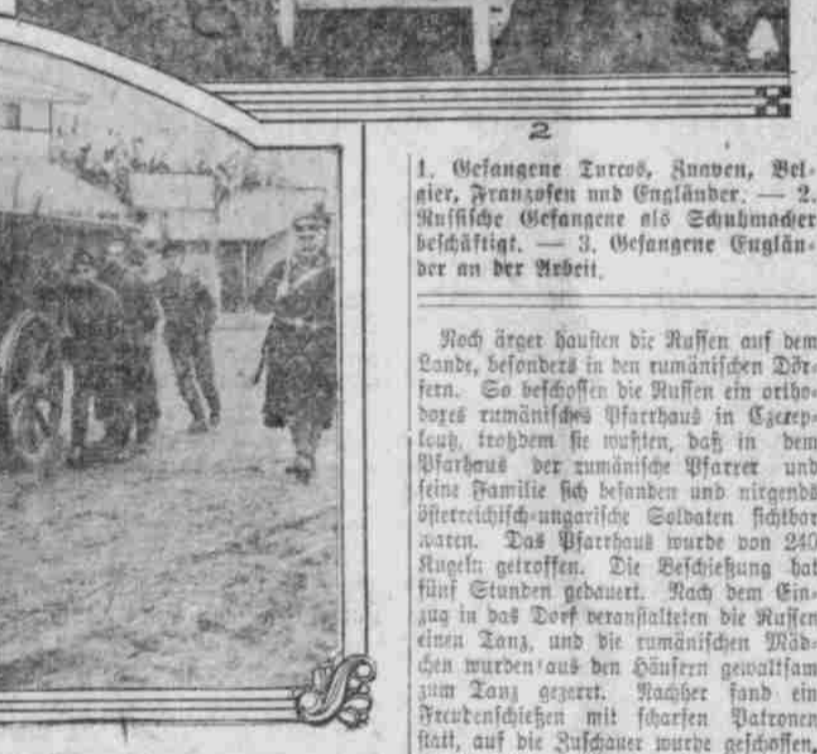 2
1. Gefangene Turcos, Zuaven, Bel-
gier, Franzosen und Engländer. — 2.
Russische Gefangene als Schuhmacher
beschäftigt. — 3. Gefangene Englän-
der an der Arbeit.
Noch ärger hausten die Russen auf dem
Lande, besonders in den rumänischen Dör-
fern. So beschossen die Russen ein ortho-
doxes rumänisches Pfarrhaus in Czerep-
koutz, trotzdem sie wußten, daß in dem
Pfarhaus der rumänische Pfarrer und
seine Familie sich befanden und nirgends
österreichisch-ungarische Soldaten sichtbar
waren. Das Pfarrhaus wurde von 240
Kugeln getroffen. Die Beschießung hat
fünf Stunden gedauert. Nach dem Ein-
zug in das Dorf veranstalteten die Russen
einen Tanz, und die rumänischen Mäd-
chen wurden aus den Häusern gewaltsam
zum Tanz gezerrt. Nachher fand ein
Freudenschießen mit scharfen Patronen
statt, auf die Zuschauer wurde geschossen,